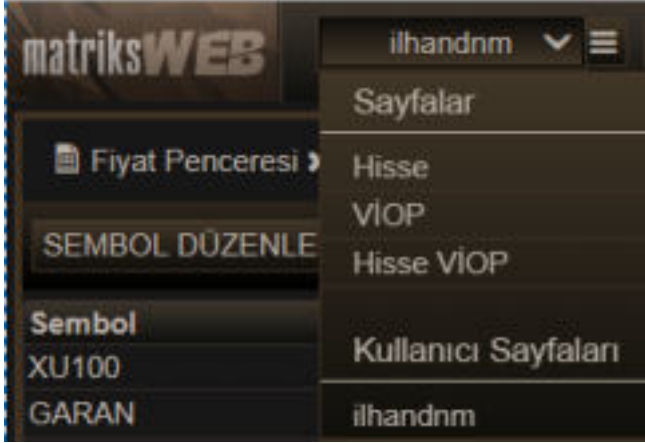 matriksWEB
ilhandnm
Sayfalar
Fiyat Penceresi
Hisse
VİOP
SEMBOL DÜZENLE
Hisse VİOP
Sembol
XU100
Kullanıcı Sayfaları
GARAN
ilhandnm